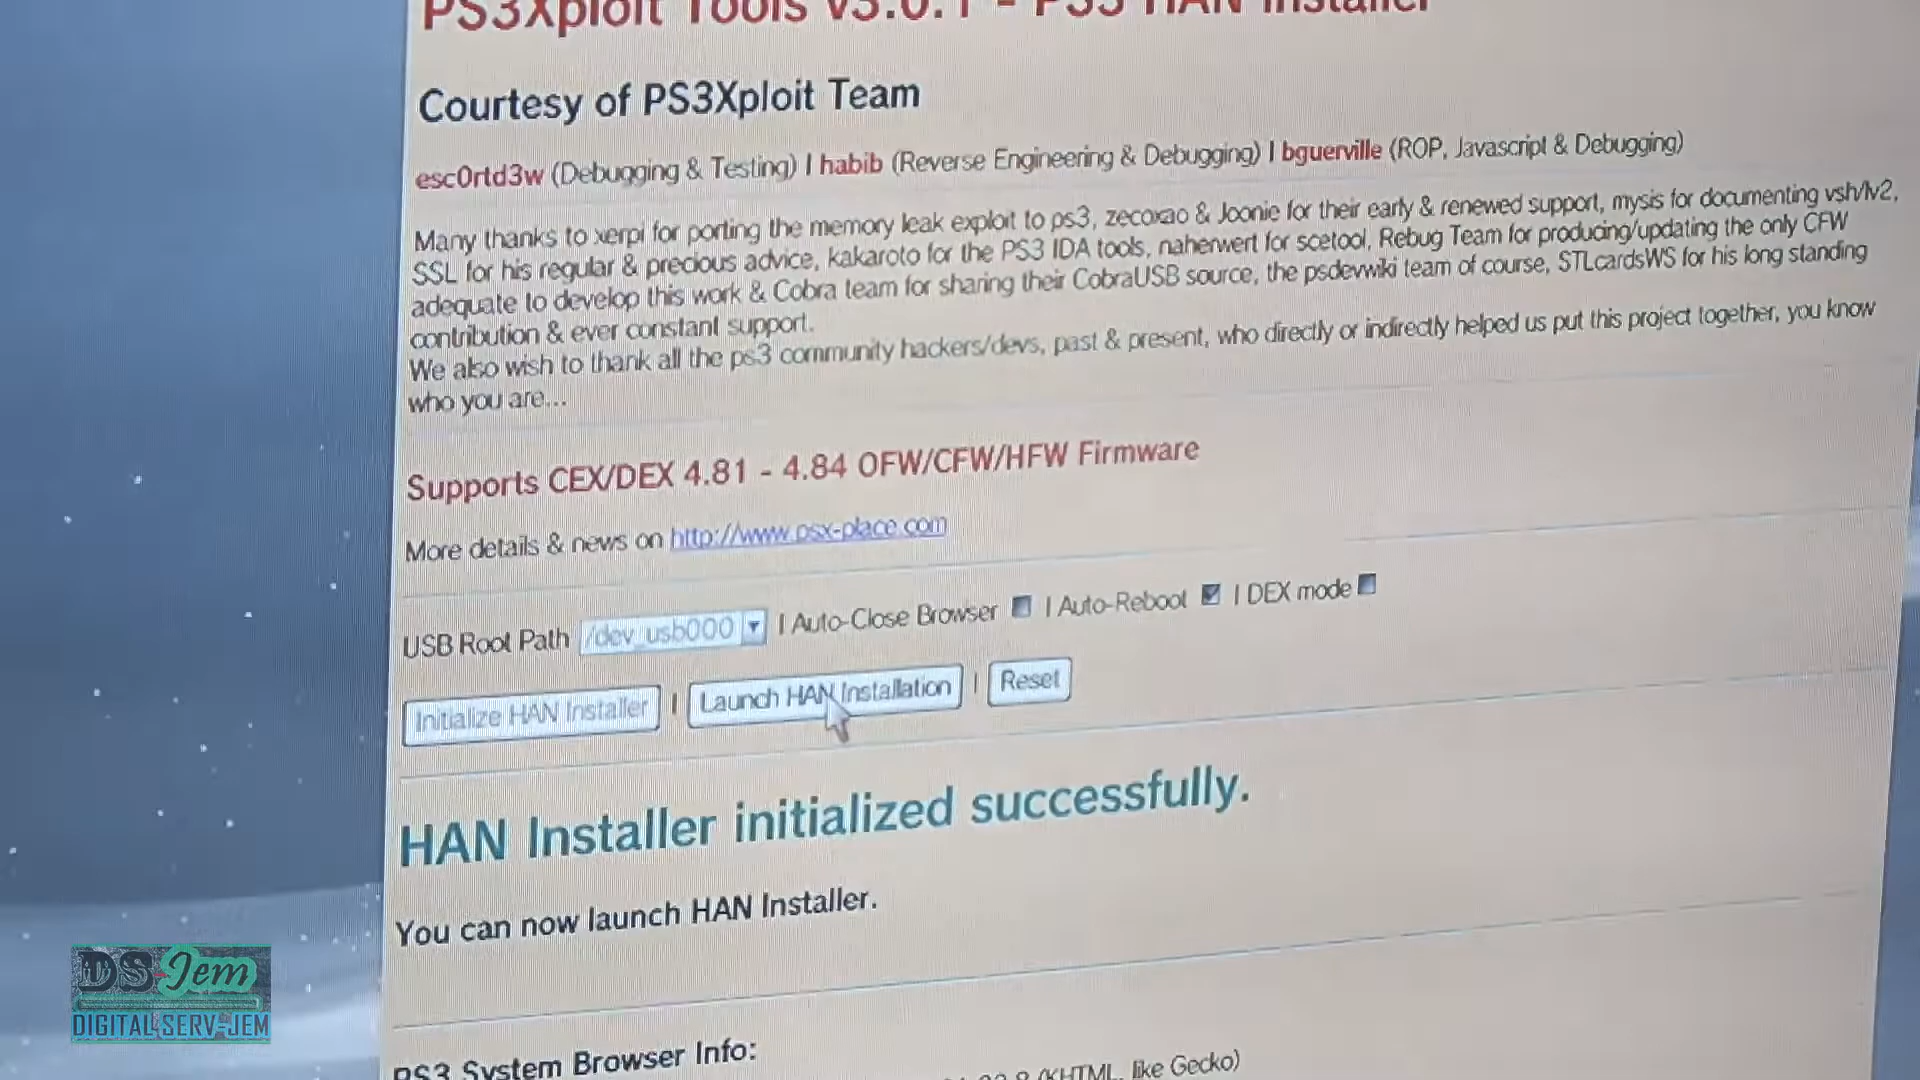 PS3Xploit Tools v3.0.1 - PS3 HAN Installer
Courtesy of PS3Xploit Team
esc0rtd3w (Debugging & Testing) | habib (Reverse Engineering & Debugging) | bguerville (ROP, Javascript & Debugging)
Many thanks to xerpi for porting the memory leak exploit to ps3, zecoxao & Joonie for their early & renewed support, mysis for documenting vsh/lv2,
SSL for his regular & precious advice, kakaroto for the PS3 IDA tools, naherwert for scetool, Rebug Team for producing/updating the only CFW
adequate to develop this work & Cobra team for sharing their CobraUSB source, the psdevwiki team of course, STLcardsWS for his long standing
contribution & ever constant support.
We also wish to thank all the ps3 community hackers/devs, past & present, who directly or indirectly helped us put this project together, you know
who you are...
Supports CEX/DEX 4.81 - 4.84 OFW/CFW/HFW Firmware
More details & news on http://www.psx-place.com
USB Root Path /dev_usb000 | Auto-Close Browser | Auto-Reboot | DEX mode
Initialize HAN Installer | Launch HAN Installation | Reset
HAN Installer initialized successfully.
You can now launch HAN Installer.
PS3 System Browser Info:
(KHTML, like Gecko)
DS-Jem
DIGITAL SERV-JEM